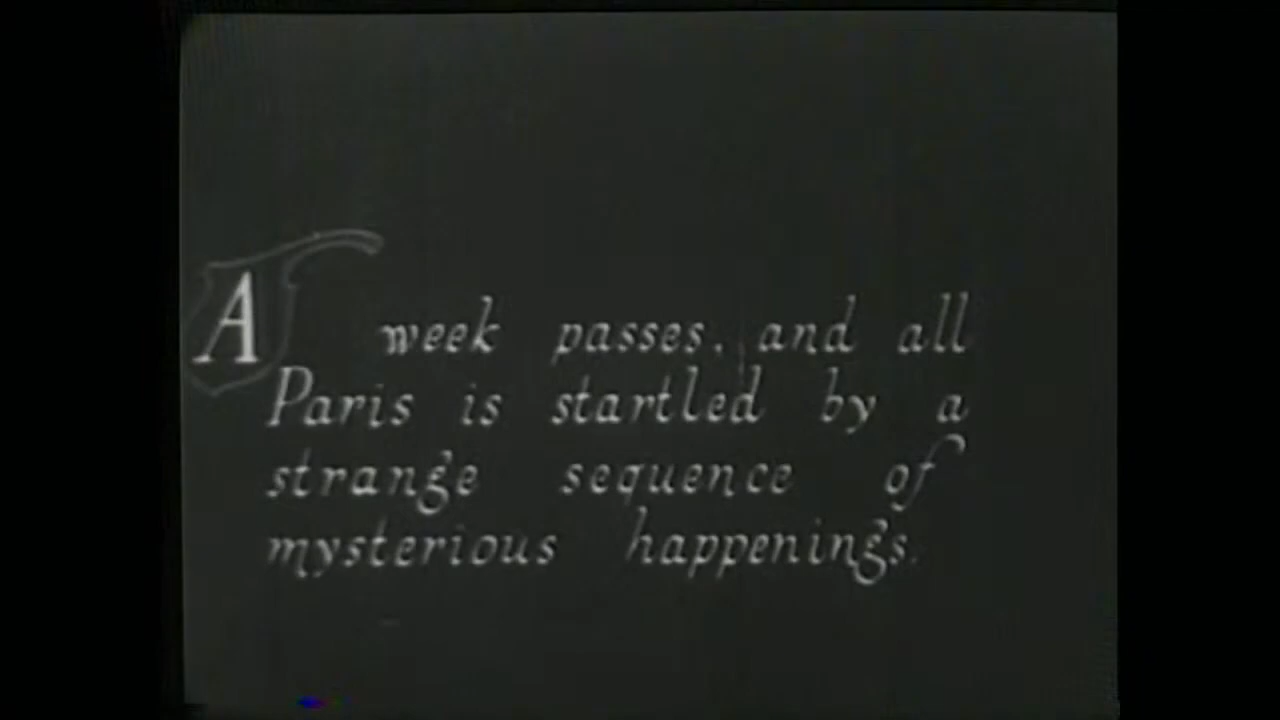 A week passes, and all
Paris is startled by a
strange sequence of
mysterious happenings.